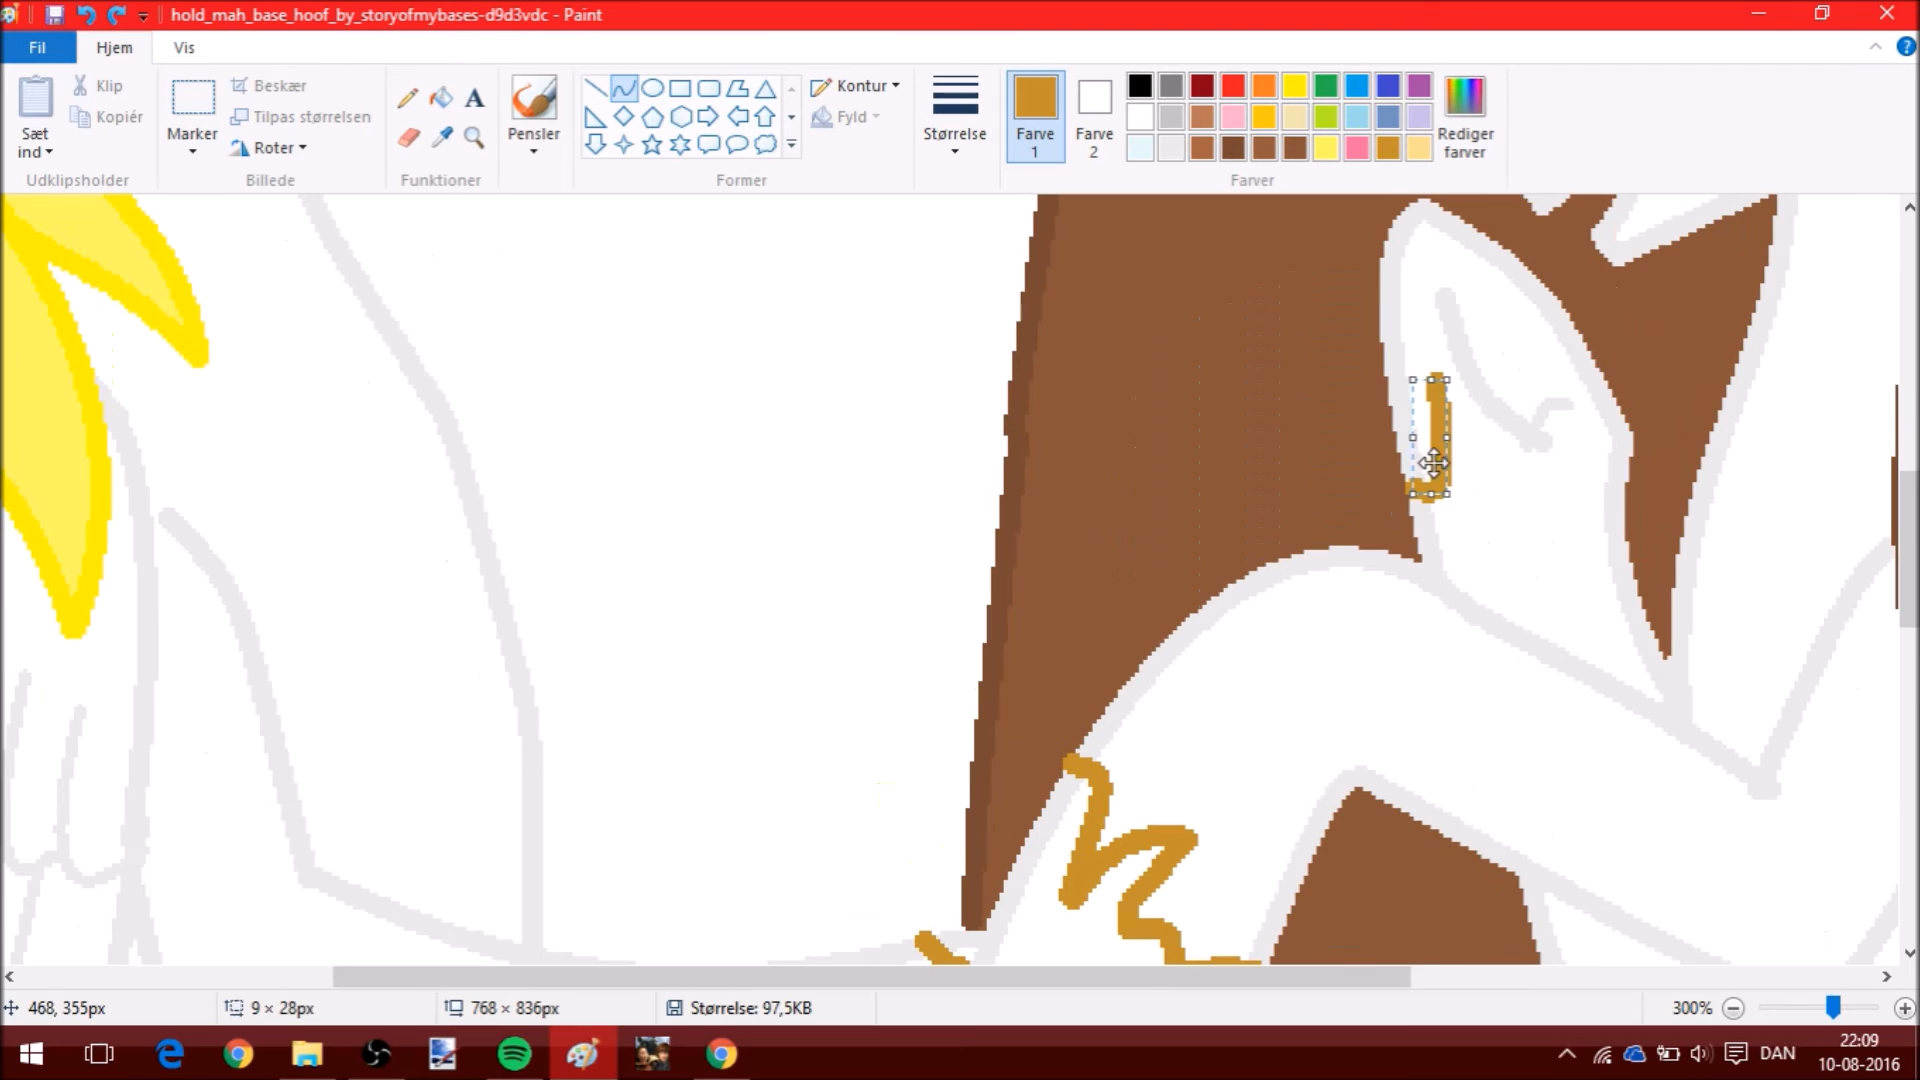 hold_mah_base_hoof_by_storyofmybases-d9d3vdc - Paint
Fil Hjem Vis
Sæt ind
Klip
Kopiér
Udklipsholder
Marker
Beskær
Tilpas størrelsen
Roter
Billede
A
Funktioner
Pensler
Former
Kontur
Fyld
Størrelse
Farve 1
Farve 2
Farver
Rediger farver
468, 355px
9 × 28px
768 × 836px
Størrelse: 97,5KB
300%
DAN
22:09
10-08-2016